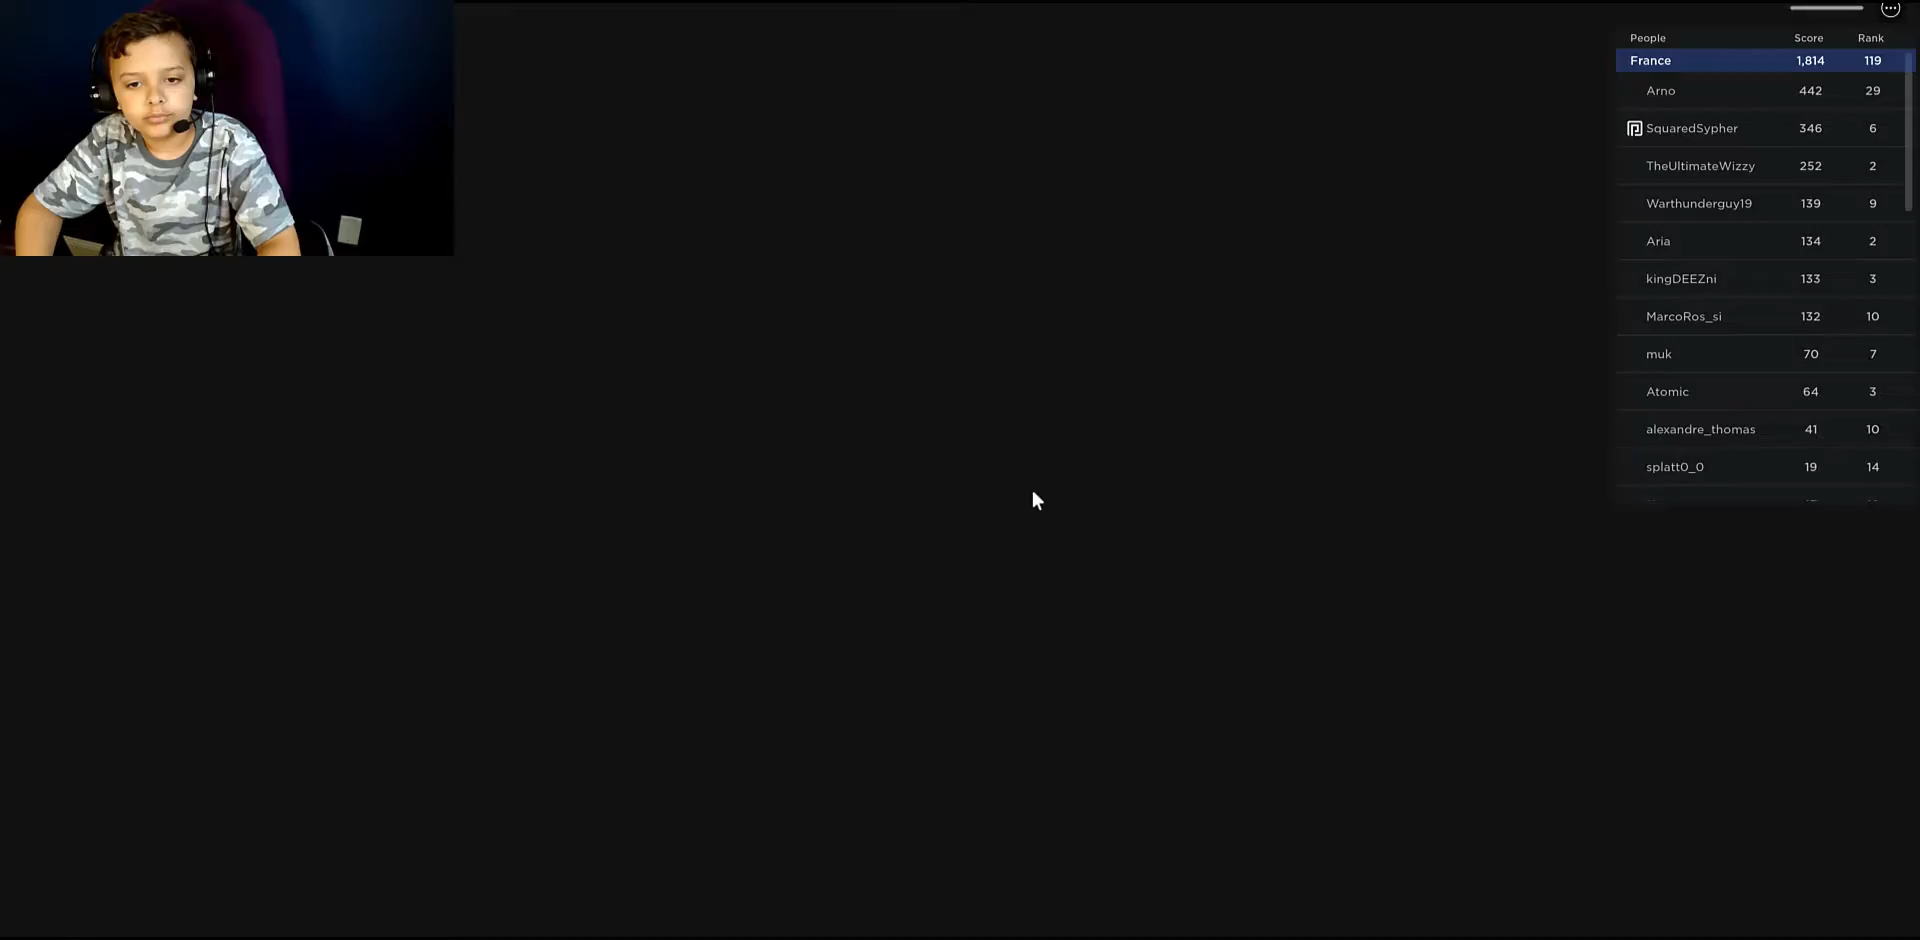 People Score Rank
France 1,814 119
Arno 442 29
SquaredSypher 346 6
TheUltimateWizzy 252 2
Warthunderguy19 139 9
Aria 134 2
kingDEEZni 133 3
MarcoRos_si 132 10
muk 70 7
Atomic 64 3
alexandre_thomas 41 10
splatt0_0 19 14